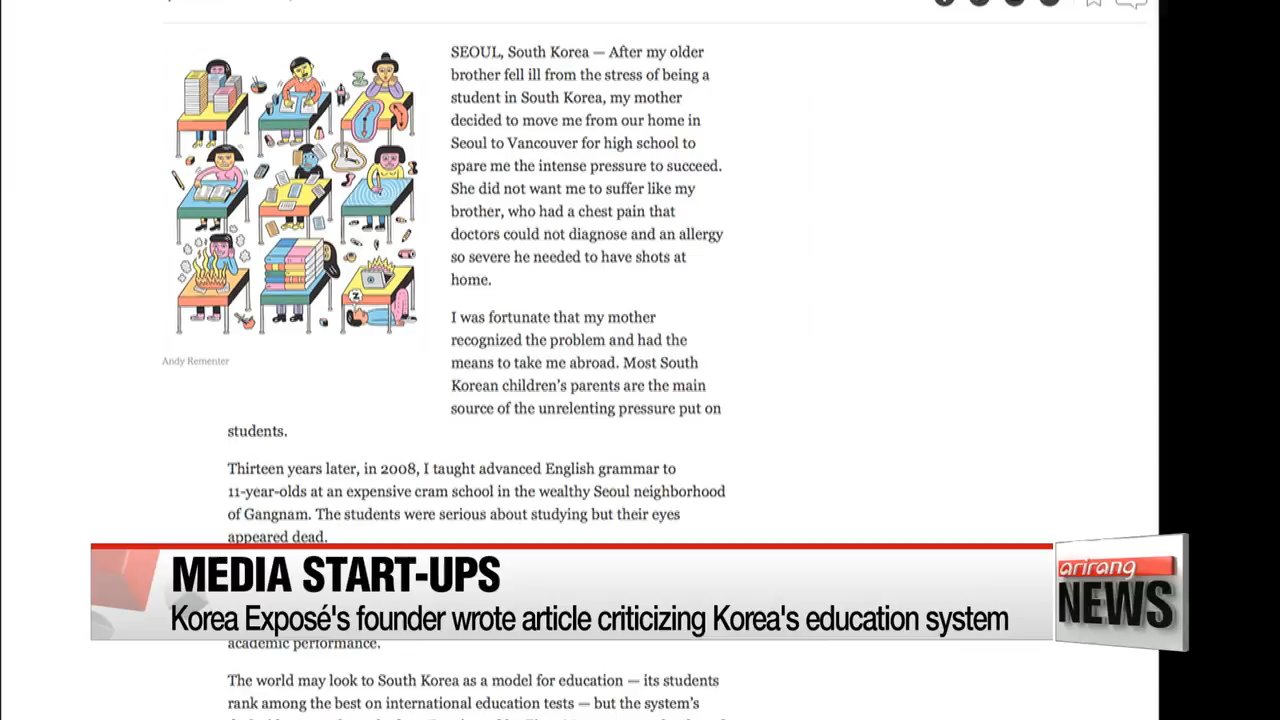 SEOUL, South Korea — After my older
brother fell ill from the stress of being a
student in South Korea, my mother
decided to move me from our home in
Seoul to Vancouver for high school to
spare me the intense pressure to succeed.
She did not want me to suffer like my
brother, who had a chest pain that
doctors could not diagnose and an allergy
so severe he needed to have shots at
home.
Z
Andy Rementer
I was fortunate that my mother
recognized the problem and had the
means to take me abroad. Most South
Korean children’s parents are the main
source of the unrelenting pressure put on
students.
Thirteen years later, in 2008, I taught advanced English grammar to
11-year-olds at an expensive cram school in the wealthy Seoul neighborhood
of Gangnam. The students were serious about studying but their eyes
appeared dead.
MEDIA START-UPS
Korea Exposé's founder wrote article criticizing Korea's education system
arirang
NEWS
academic performance.
The world may look to South Korea as a model for education — its students
rank among the best on international education tests — but the system’s